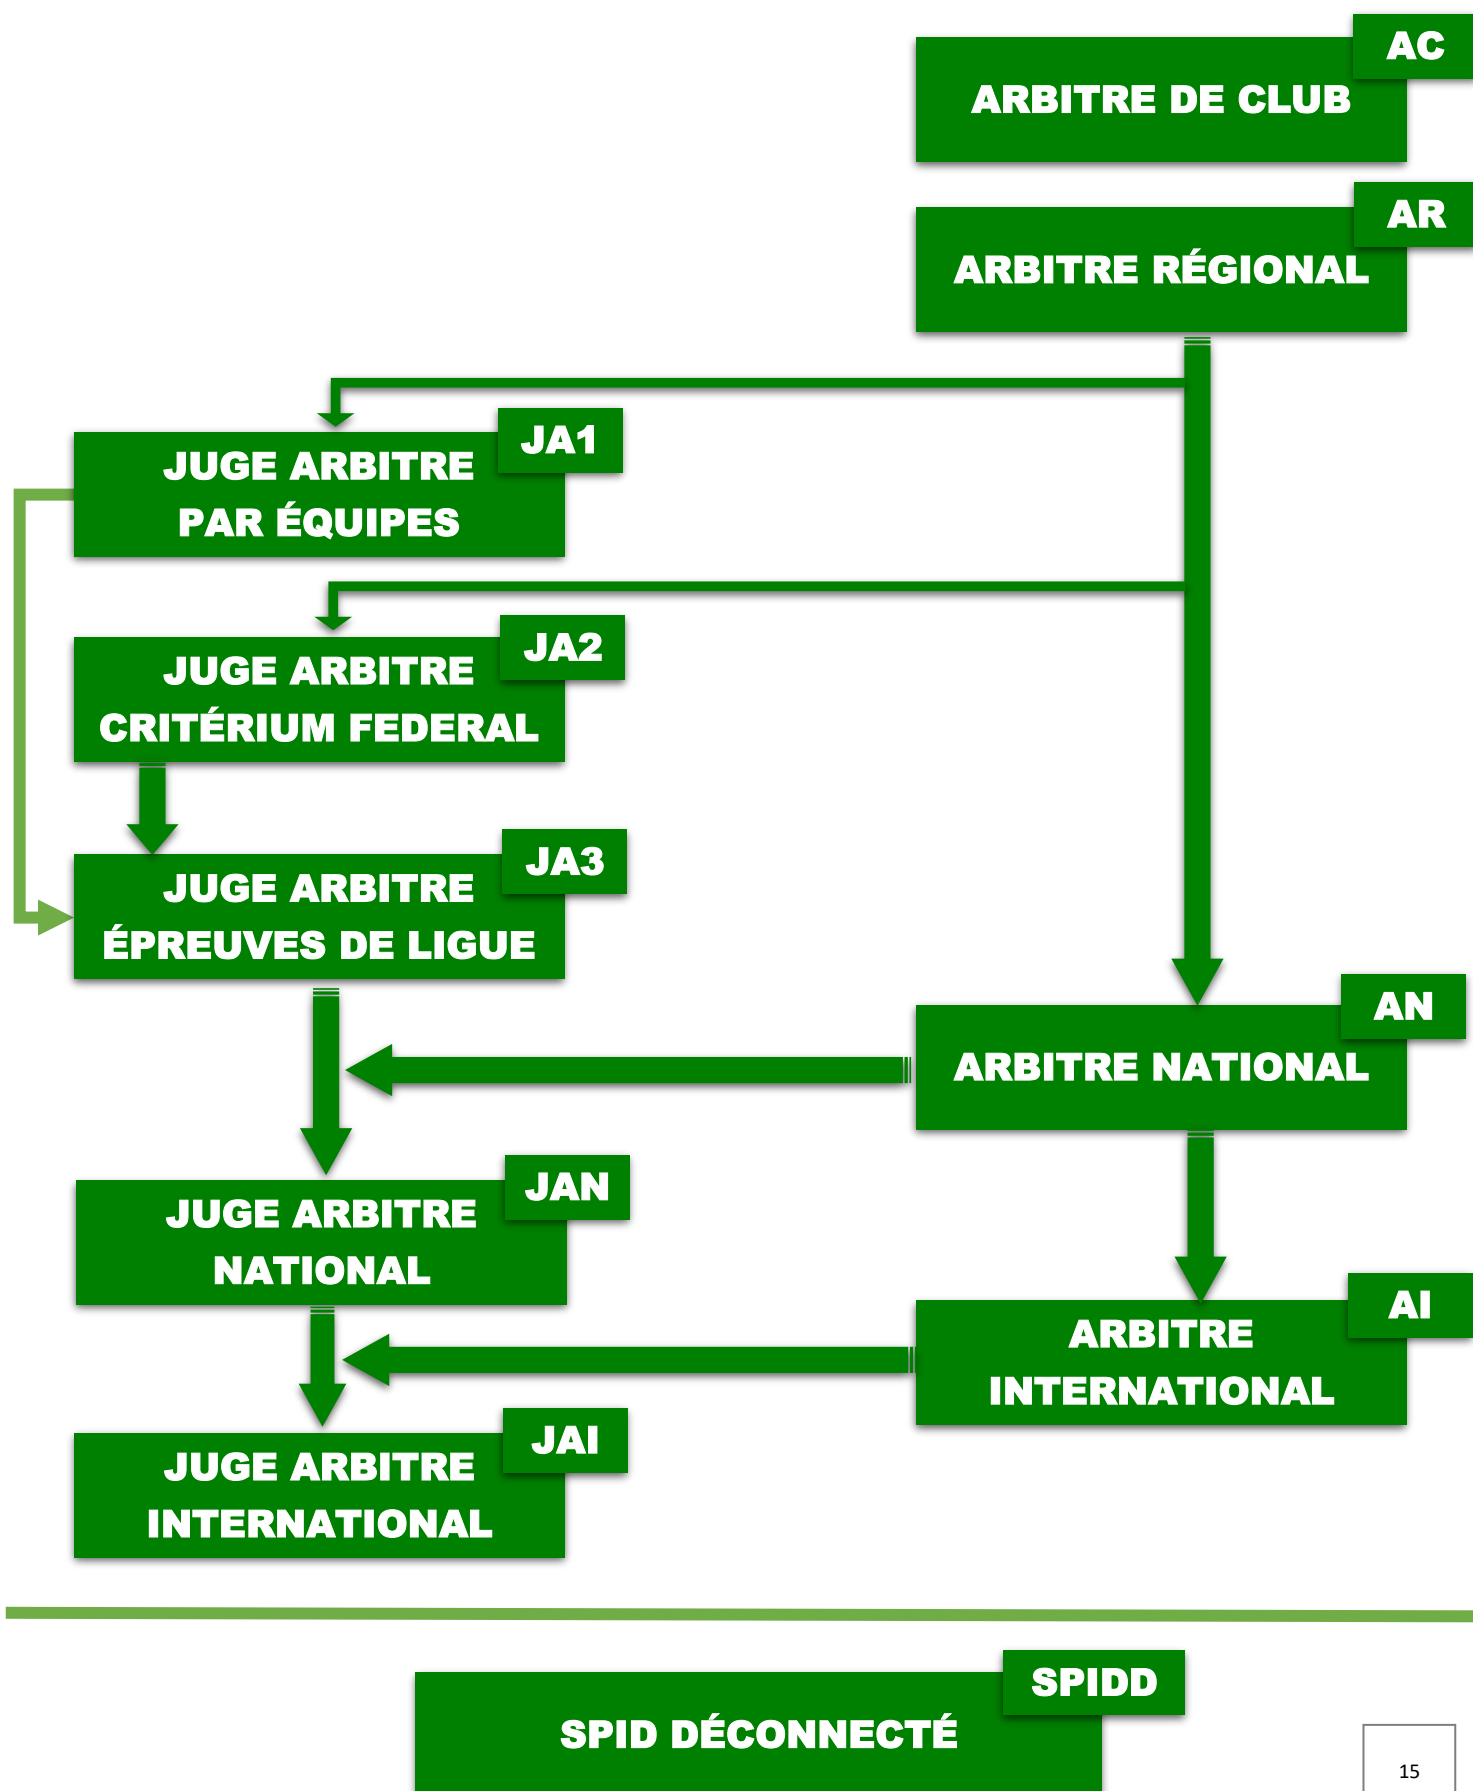 AC
ARBITRE DE CLUB
AR
ARBITRE RÉGIONAL
JA1
JUGE ARBITRE
PAR ÉQUIPES
JA2
JUGE ARBITRE
CRITÉRIUM FEDERAL
JA3
JUGE ARBITRE
ÉPREUVES DE LIGUE
AN
ARBITRE NATIONAL
JAN
JUGE ARBITRE
NATIONAL
AI
ARBITRE
INTERNATIONAL
JAI
JUGE ARBITRE
INTERNATIONAL
SPIDD
SPID DÉCONNECTÉ
15